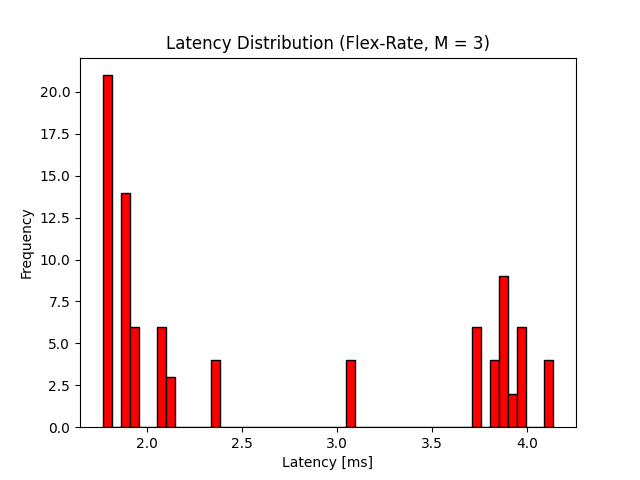 Latency Distribution (Flex-Rate, M = 3)
20.0
17.5
15.0
12.5
10.0
7.5
5.0
2.5
0.0
Frequency
2.0 2.5 3.0 3.5 4.0
Latency [ms]